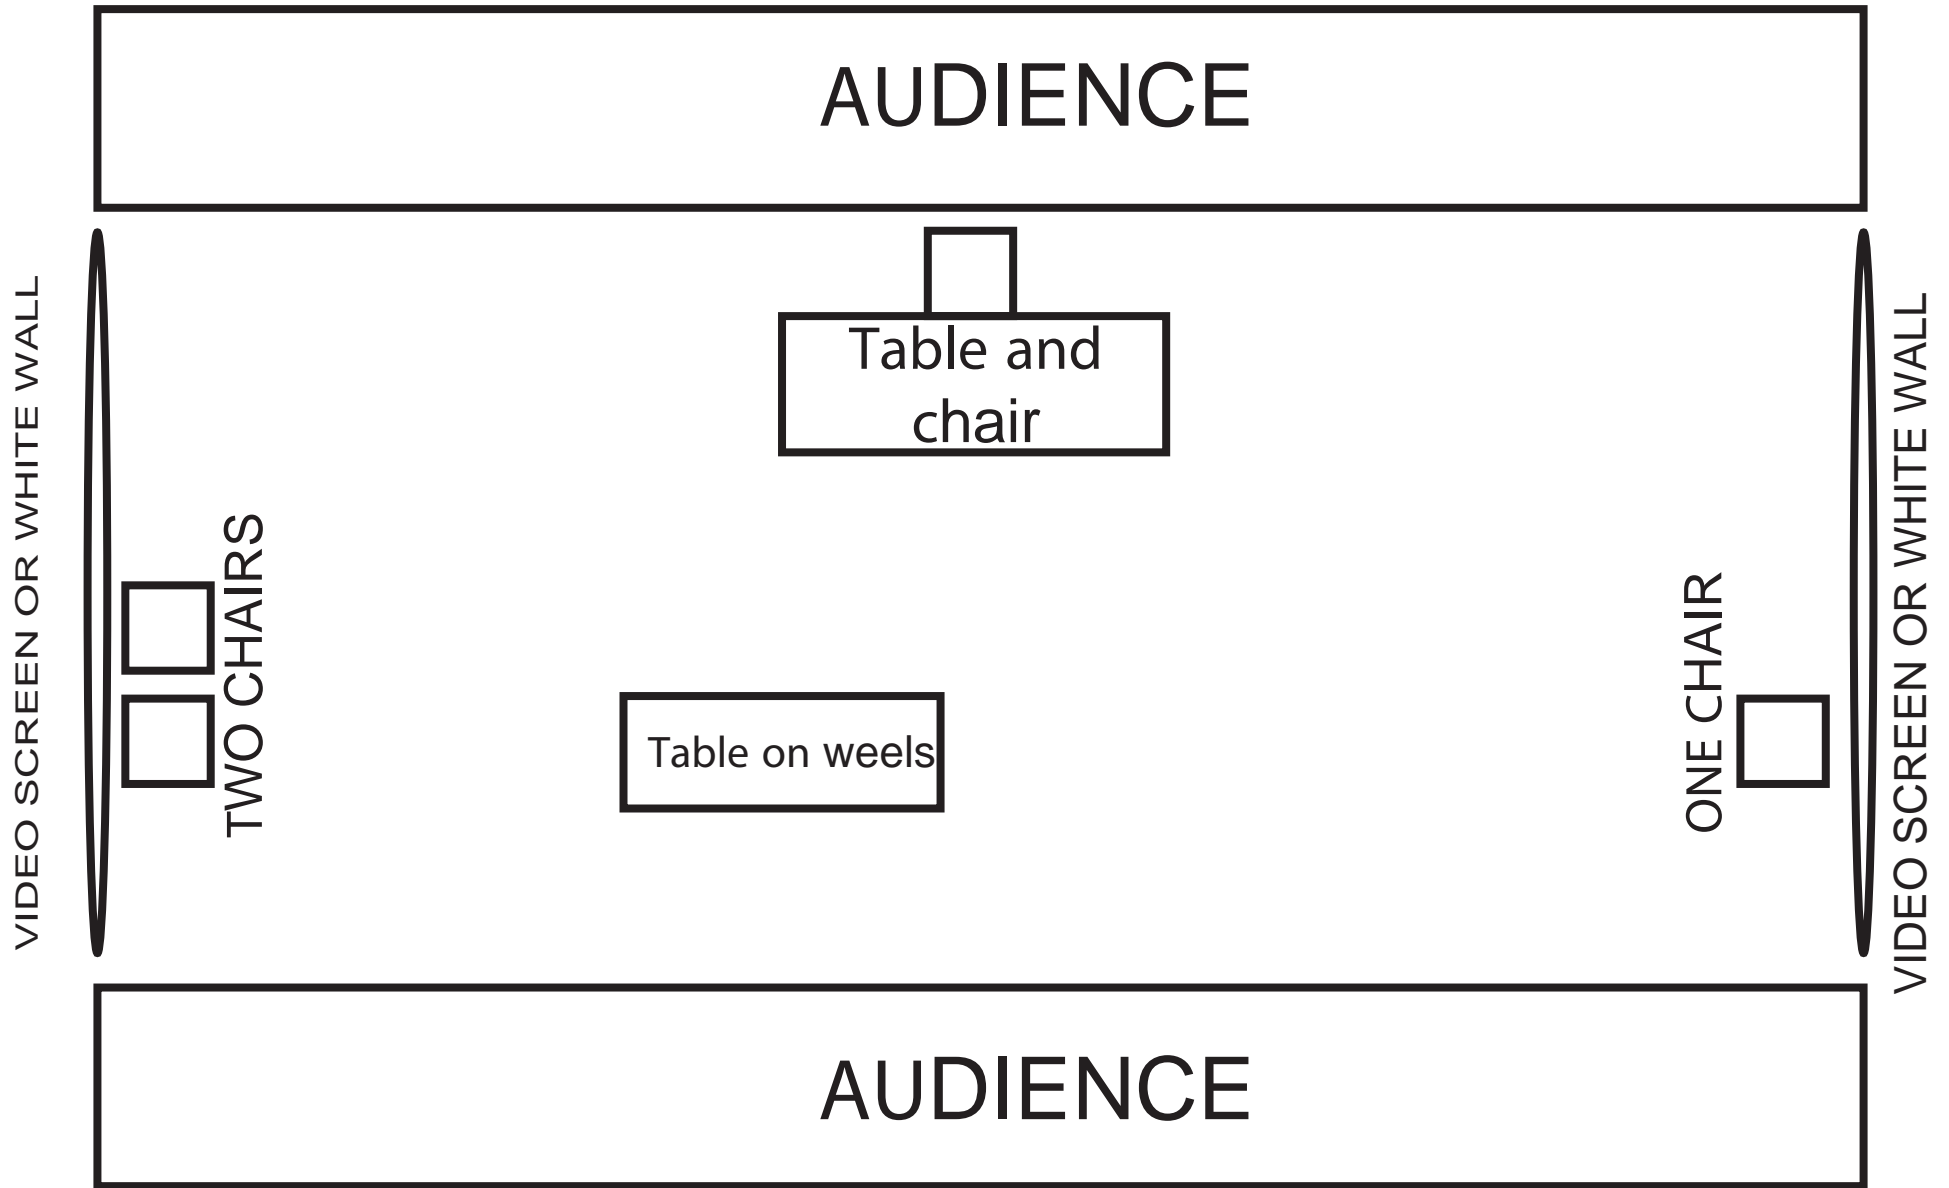 AUDIENCE
VIDEO SCREEN OR WHITE WALL
Table and
chair
VIDEO SCREEN OR WHITE WALL
TWO CHAIRS
ONE CHAIR
Table on weels
AUDIENCE